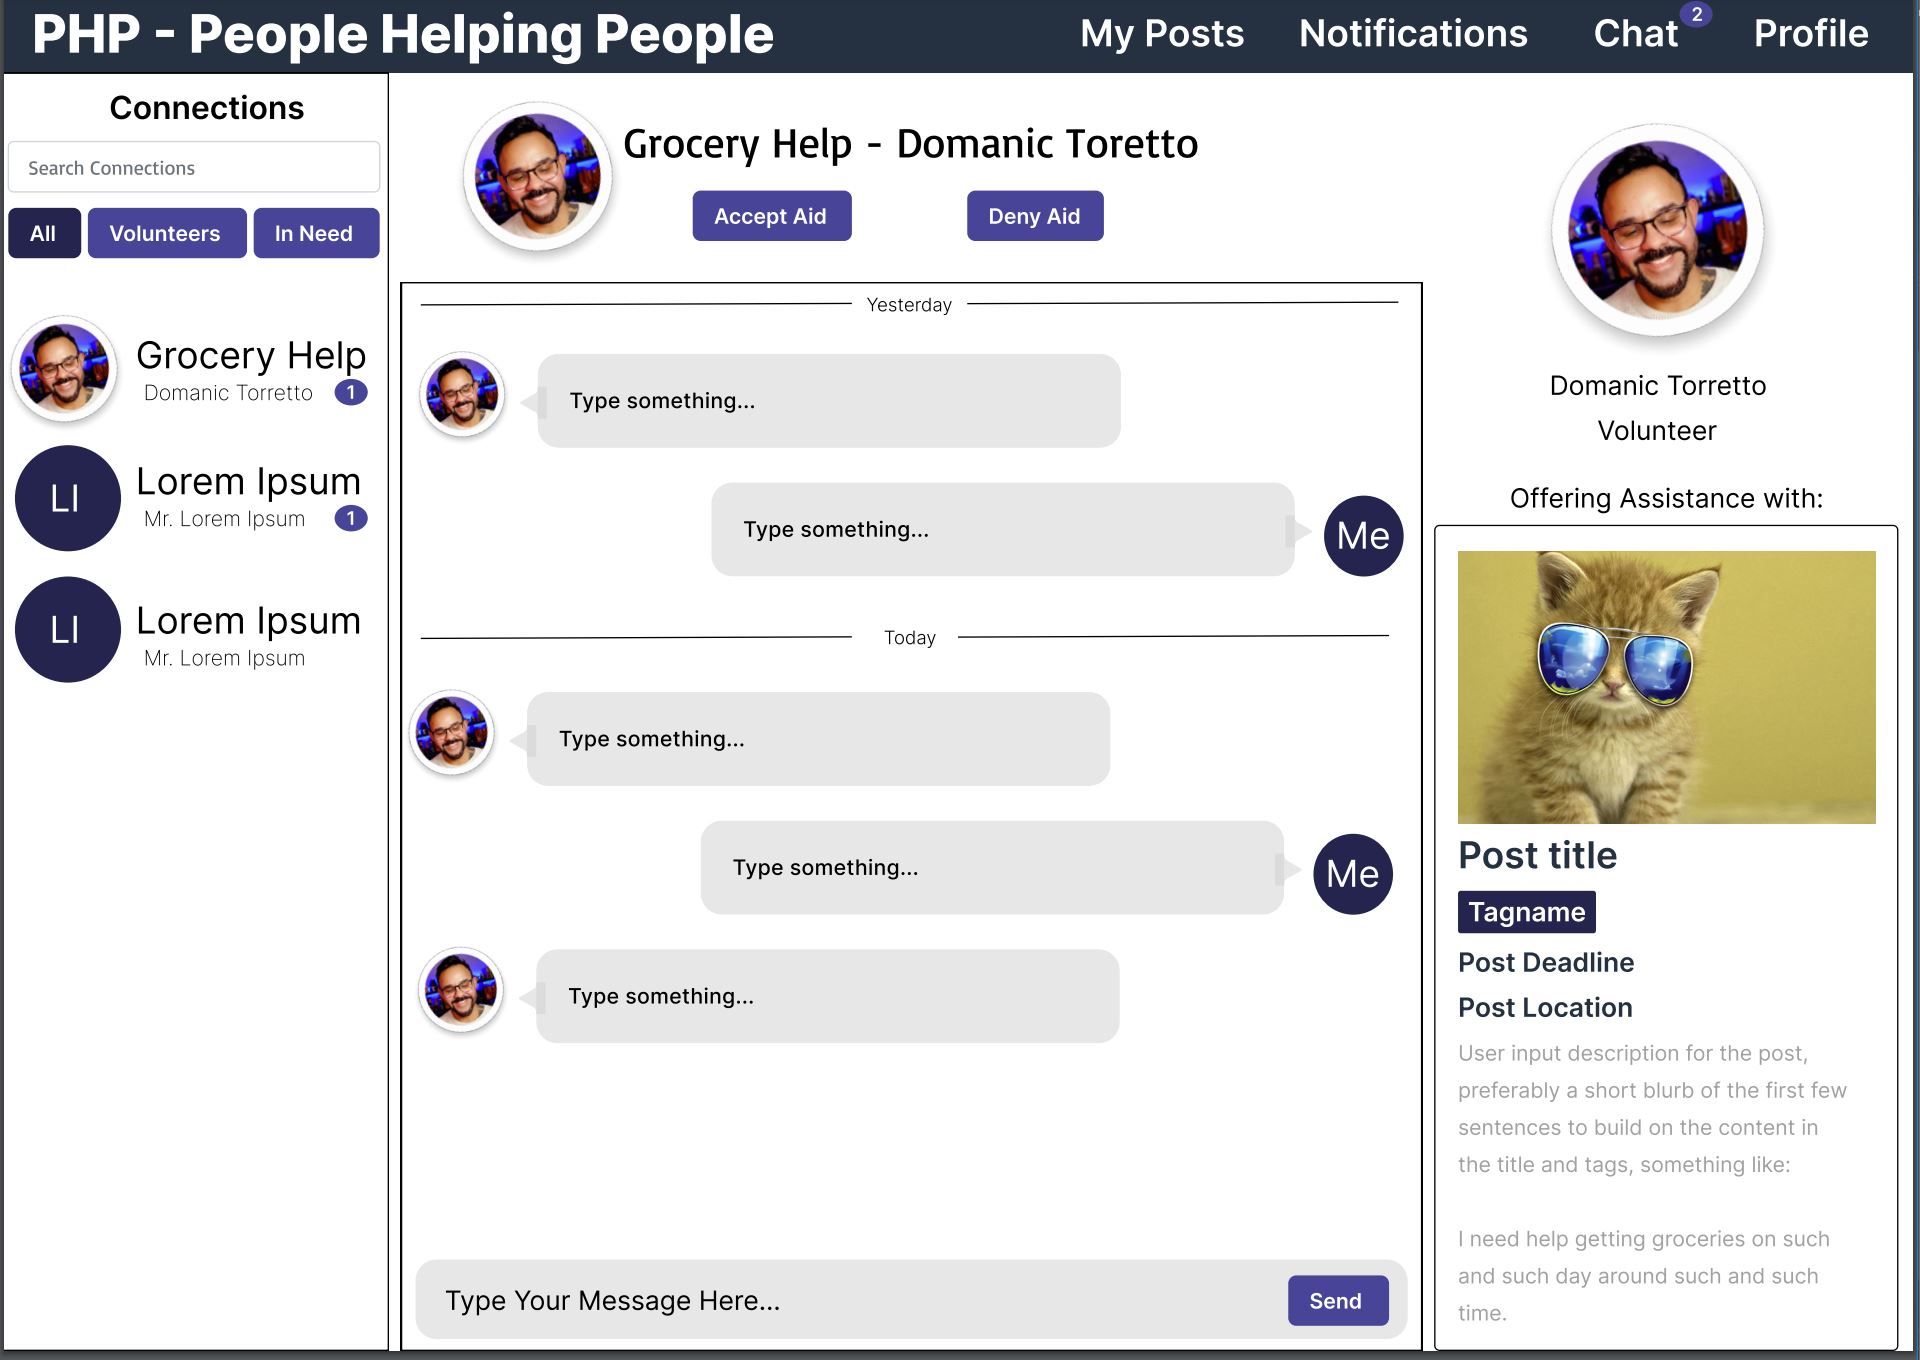 PHP - People Helping People
My Posts
Notifications
Chat
2
Profile
Connections
Search Connections
All
Volunteers
In Need
Grocery Help
Domanic Torretto
1
LI
Lorem Ipsum
Mr. Lorem Ipsum
1
LI
Lorem Ipsum
Mr. Lorem Ipsum
Grocery Help - Domanic Toretto
Accept Aid
Deny Aid
Yesterday
Type something...
Type something...
Me
Today
Type something...
Type something...
Me
Type something...
Type Your Message Here...
Send
Domanic Torretto
Volunteer
Offering Assistance with:
Post title
Tagname
Post Deadline
Post Location
User input description for the post,
preferably a short blurb of the first few
sentences to build on the content in
the title and tags, something like:
I need help getting groceries on such
and such day around such and such
time.